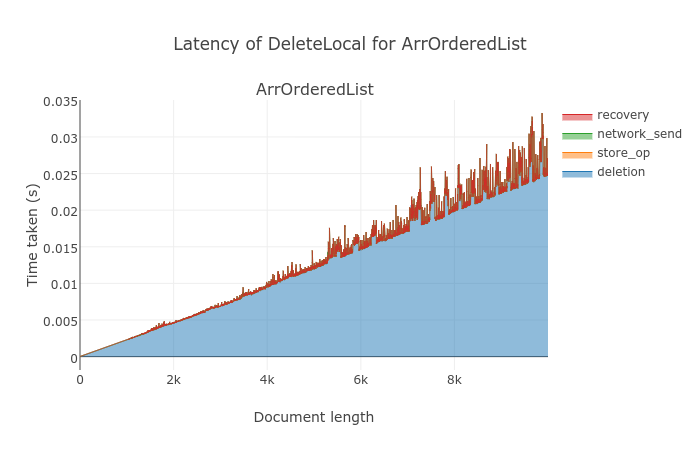 Latency of DeleteLocal for ArrOrderedList
ArrOrderedList
0.035
0.03
0.025
0.02
0.015
0.01
0.005
0
Time taken (s)
0
2k
4k
6k
8k
Document length
recovery
network_send
store_op
deletion